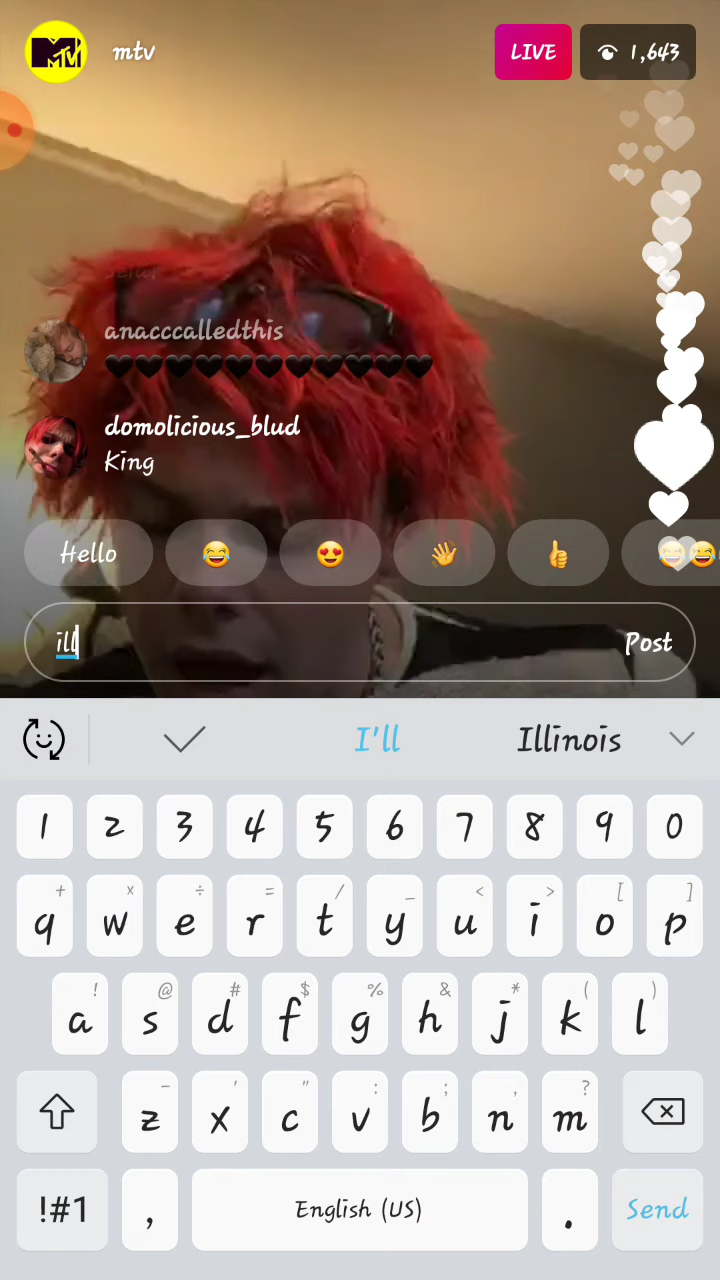 mtv
LIVE
1,643
anacccalledthis
🖤🖤🖤🖤🖤🖤🖤🖤🖤🖤🖤
domolicious_blud
King
Hello 😂 😍 👋 👍 😂😅
ill
Post
I'll Illinois
1 2 3 4 5 6 7 8 9 0
+ × ÷ = / _ < > [ ]
q w e r t y u i o p
! @ # $ % & * ( )
a s d f g h j k l
- ' " : ; , ?
z x c v b n m
!#1 , English (US) . Send